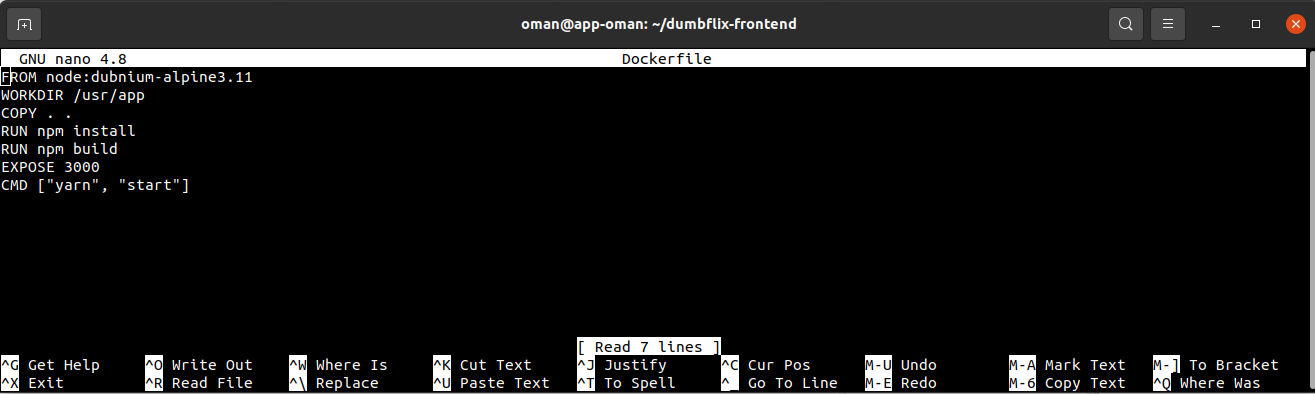 oman@app-oman: ~/dumbflix-frontend
GNU nano 4.8 Dockerfile
FROM node:dubnium-alpine3.11
WORKDIR /usr/app
COPY . .
RUN npm install
RUN npm build
EXPOSE 3000
CMD ["yarn", "start"]
[ Read 7 lines ]
^G Get Help ^O Write Out ^W Where Is ^K Cut Text ^J Justify ^C Cur Pos M-U Undo M-A Mark Text M-] To Bracket
^X Exit ^R Read File ^\ Replace ^U Paste Text ^T To Spell ^_ Go To Line M-E Redo M-6 Copy Text ^Q Where Was